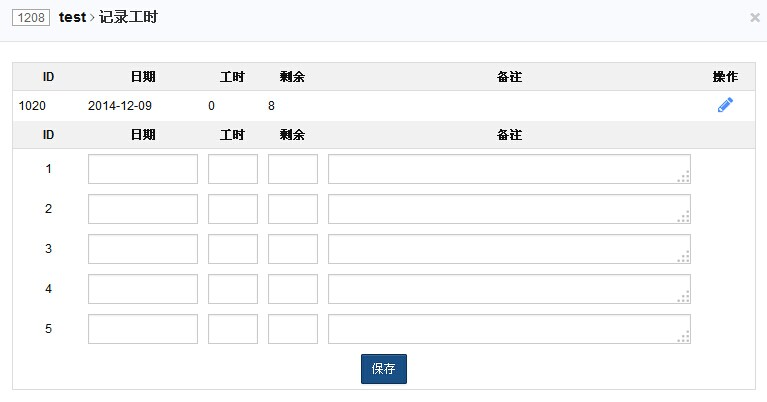 1208 test › 记录工时 ×
ID 日期 工时 剩余 备注 操作
1020 2014-12-09 0 8
ID 日期 工时 剩余 备注
1
2
3
4
5
保存